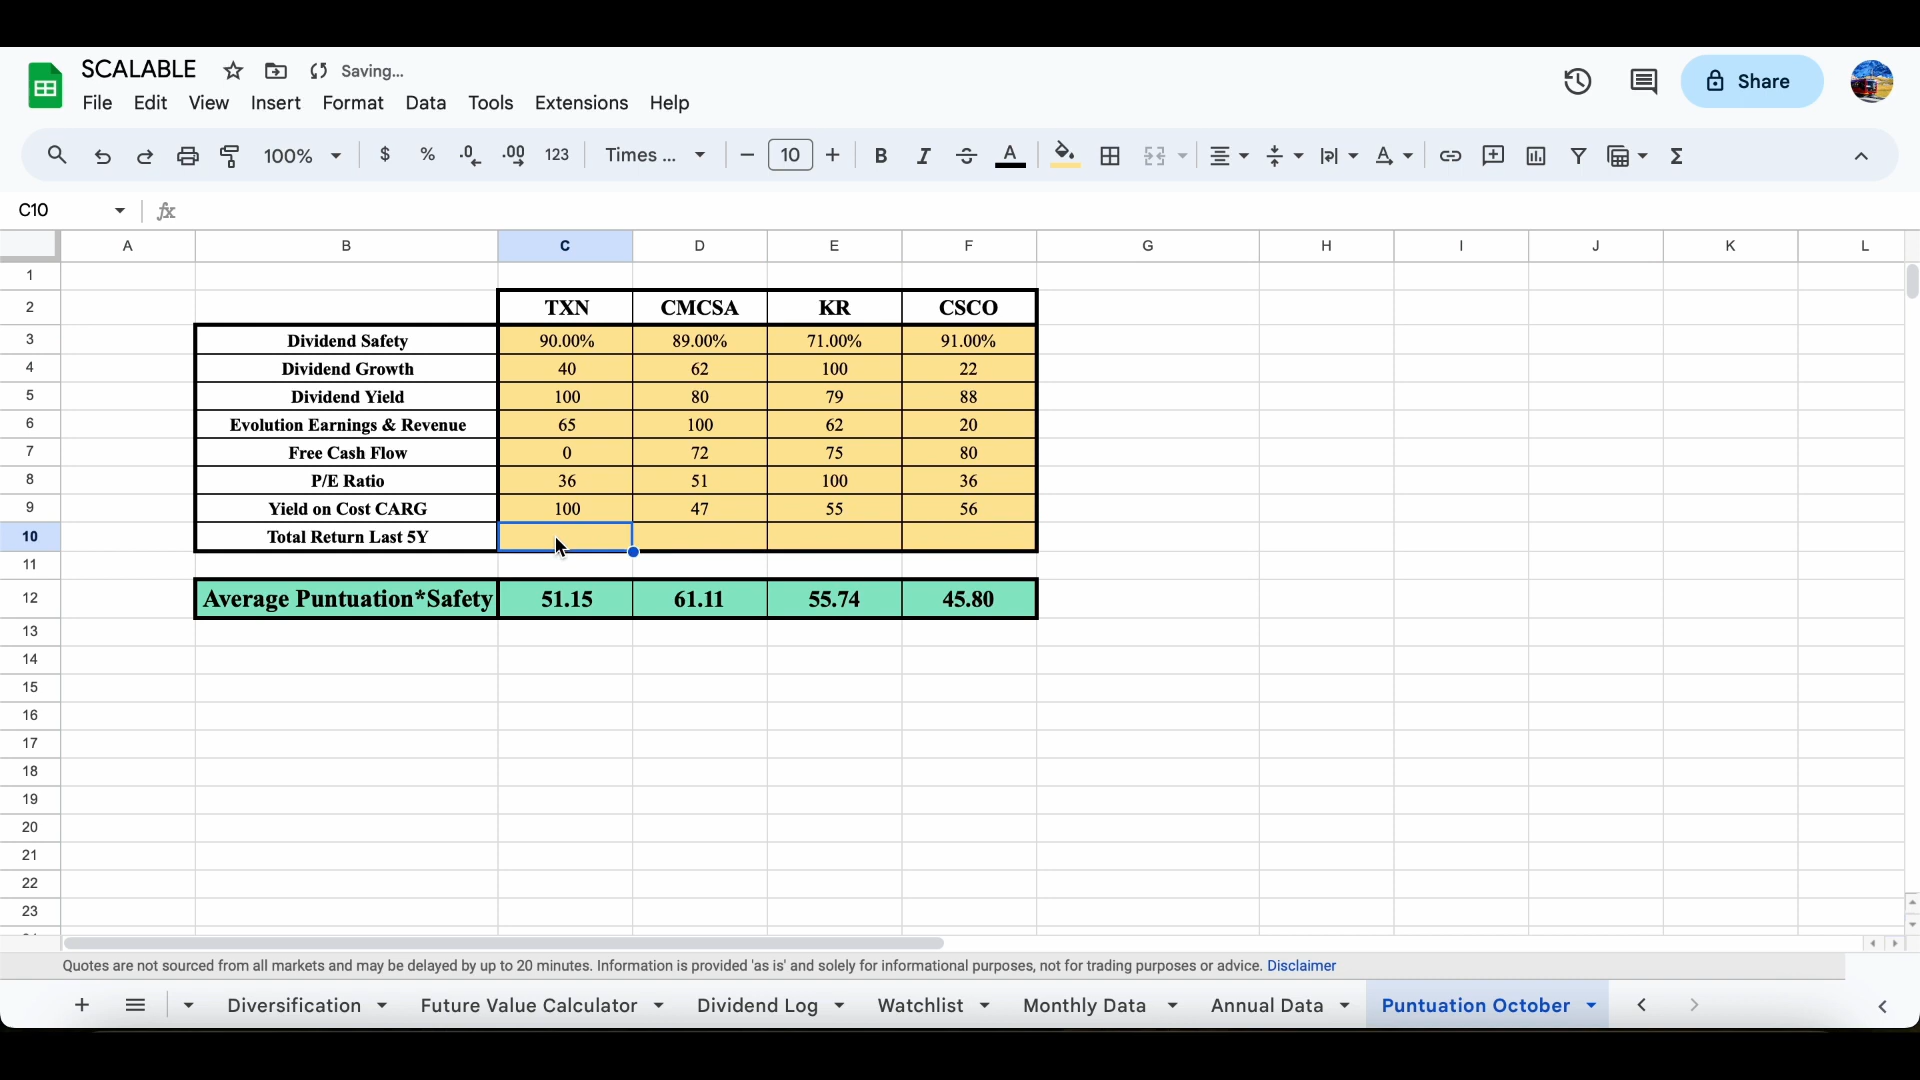 SCALABLE Saving...
File Edit View Insert Format Data Tools Extensions Help
Share
100% $ % .0 .00 123 Times ... 10 B I A
C10 fx
A B C D E F G H I J K L
1
2 TXN CMCSA KR CSCO
3 Dividend Safety 90.00% 89.00% 71.00% 91.00%
4 Dividend Growth 40 62 100 22
5 Dividend Yield 100 80 79 88
6 Evolution Earnings & Revenue 65 100 62 20
7 Free Cash Flow 0 72 75 80
8 P/E Ratio 36 51 100 36
9 Yield on Cost CARG 100 47 55 56
10 Total Return Last 5Y
11
12 Average Puntuation*Safety 51.15 61.11 55.74 45.80
13
14
15
16
17
18
19
20
21
22
23
Quotes are not sourced from all markets and may be delayed by up to 20 minutes. Information is provided 'as is' and solely for informational purposes, not for trading purposes or advice. Disclaimer
Diversification Future Value Calculator Dividend Log Watchlist Monthly Data Annual Data Puntuation October